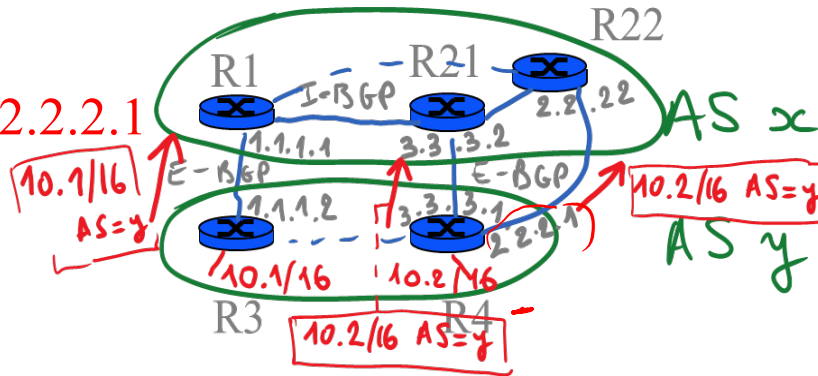 R22
R1
R21
I-BGP
2.2.2.1
2.2.22
AS x
1.1.1.1
3.3.3.2
10.1/16
AS=y
E-BGP
E-BGP
10.2/16 AS=y
1.1.1.2
3.3.3.1
2.2.2.1
AS y
10.1/16
10.2/16
R3
R4
10.2/16 AS=y